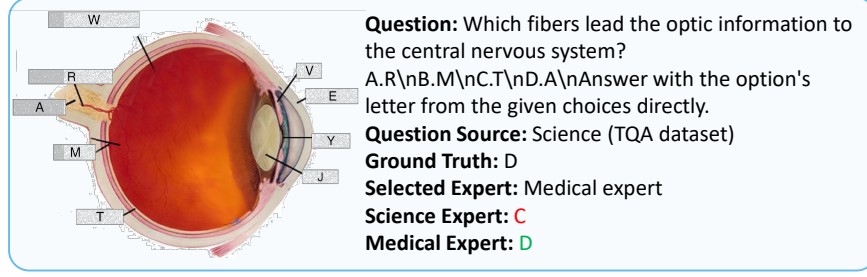 W
R
A
M
T
V
E
Y
J
Question: Which fibers lead the optic information to
the central nervous system?
A.R\nB.M\nC.T\nD.A\nAnswer with the option's
letter from the given choices directly.
Question Source: Science (TQA dataset)
Ground Truth: D
Selected Expert: Medical expert
Science Expert: C
Medical Expert: D